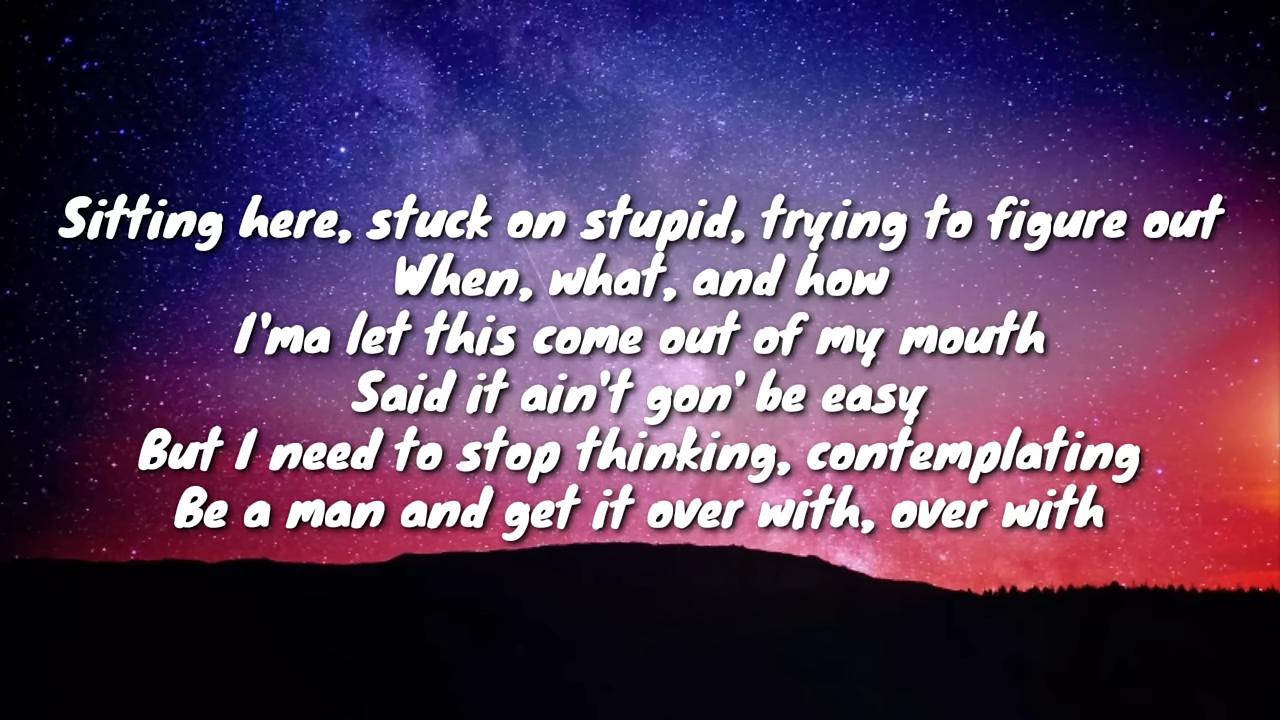 Sitting here, stuck on stupid, trying to figure out
When, what, and how
I'ma let this come out of my mouth
Said it ain't gon' be easy
But I need to stop thinking, contemplating
Be a man and get it over with, over with